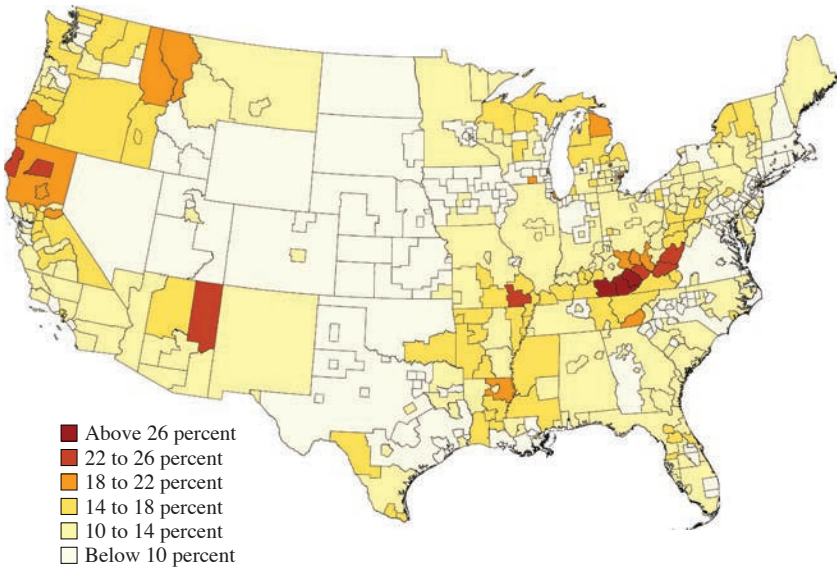 Above 26 percent
22 to 26 percent
18 to 22 percent
14 to 18 percent
10 to 14 percent
Below 10 percent